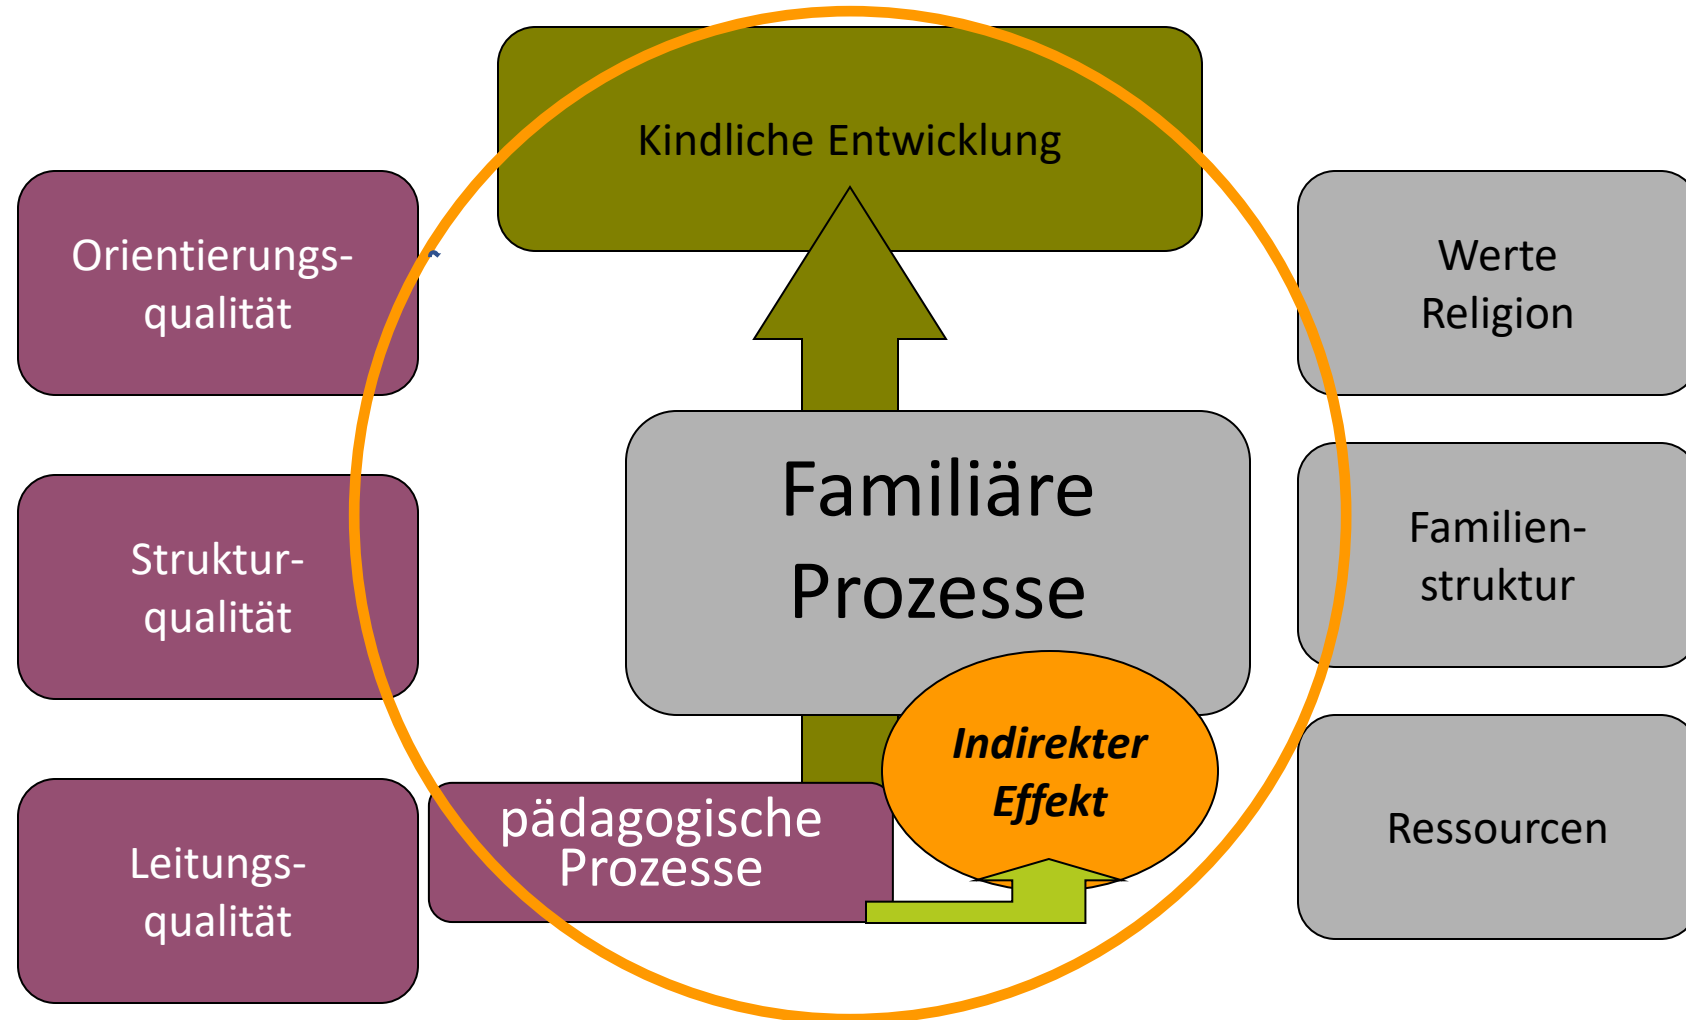 Kindliche Entwicklung
Orientierungs-
qualität
Struktur-
qualität
Leitungs-
qualität
Familiäre
Prozesse
Indirekter
Effekt
pädagogische
Prozesse
Werte
Religion
Familien-
struktur
Ressourcen